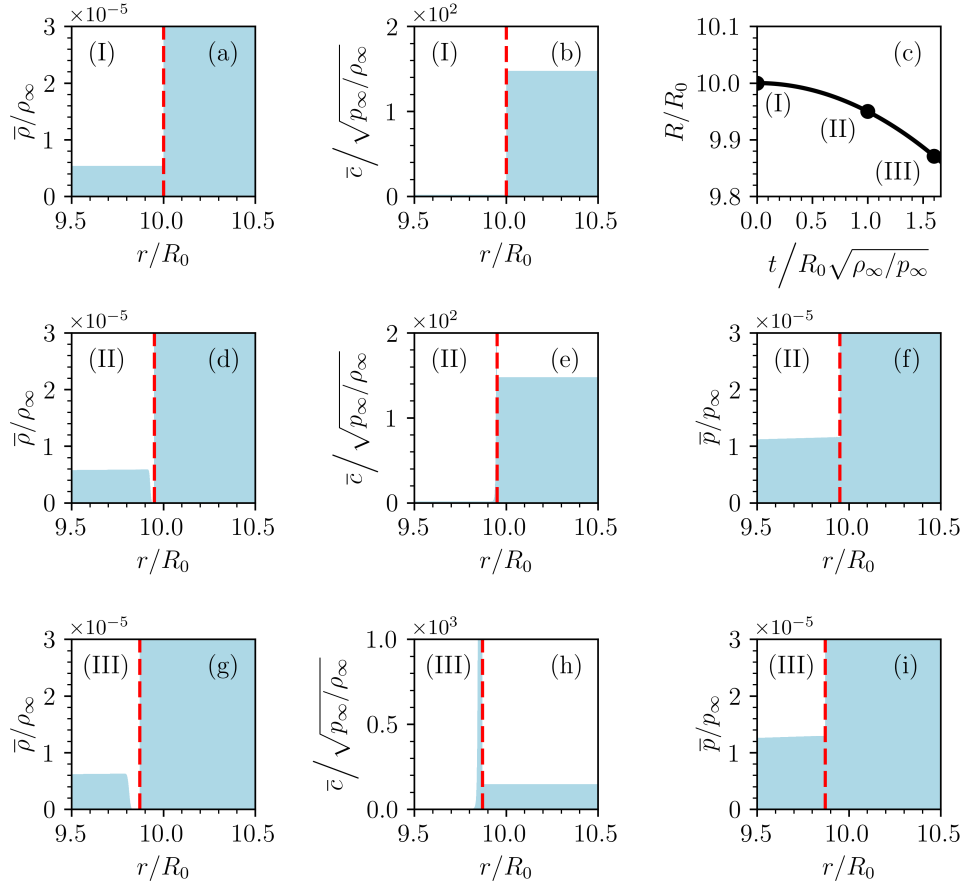 ×10⁻⁵
(I)
(a)
ρ̅/ρ∞
3
2
1
0
9.5
10.0
10.5
r/R₀
×10²
(I)
(b)
c̅/√p∞/ρ∞
2
1
0
9.5
10.0
10.5
r/R₀
(c)
R/R₀
10.1
10.0
9.9
9.8
(I)
(II)
(III)
0.0
0.5
1.0
1.5
t/R₀√ρ∞/p∞
×10⁻⁵
(II)
(d)
ρ̅/ρ∞
3
2
1
0
9.5
10.0
10.5
r/R₀
×10²
(II)
(e)
c̅/√p∞/ρ∞
2
1
0
9.5
10.0
10.5
r/R₀
×10⁻⁵
(II)
(f)
p̅/p∞
3
2
1
0
9.5
10.0
10.5
r/R₀
×10⁻⁵
(III)
(g)
ρ̅/ρ∞
3
2
1
0
9.5
10.0
10.5
r/R₀
×10³
(III)
(h)
c̅/√p∞/ρ∞
1.0
0.5
0.0
9.5
10.0
10.5
r/R₀
×10⁻⁵
(III)
(i)
p̅/p∞
3
2
1
0
9.5
10.0
10.5
r/R₀